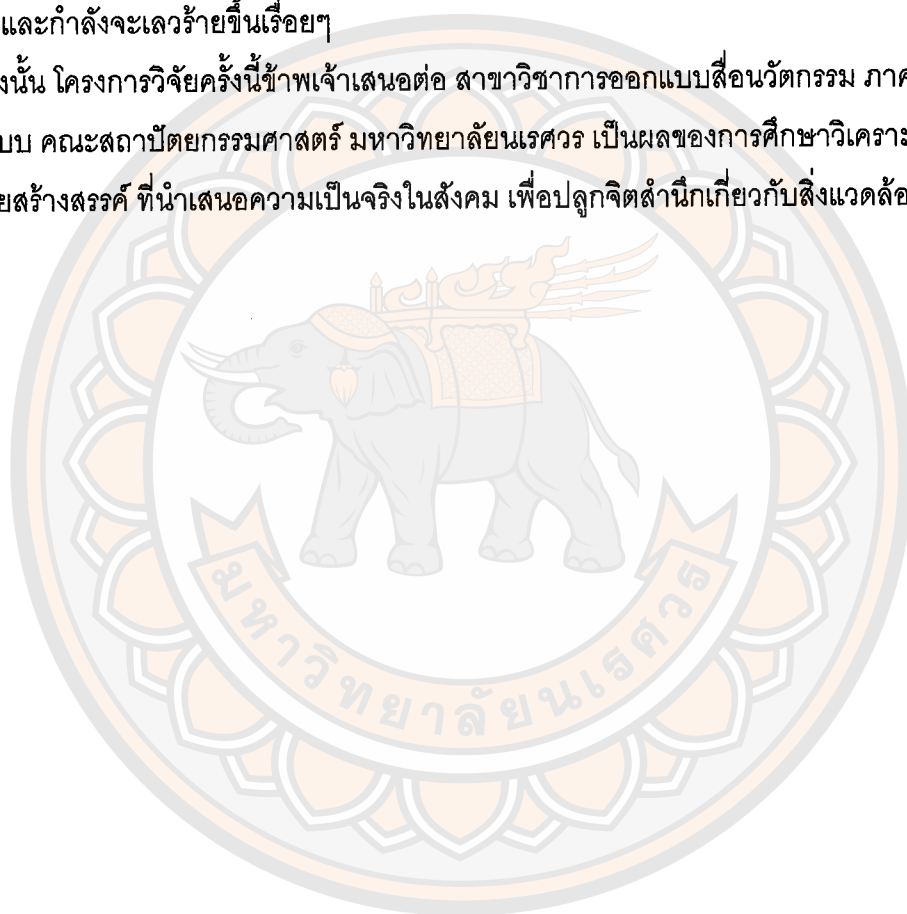 และกำลังจะเลวร้ายขึ้นเรื่อยๆ
งนั้น โครงการวิจัยครั้งนี้ข้าพเจ้าเสนอต่อ สาขาวิชาการออกแบบสื่อนวัตกรรม ภาค
บบ คณะสถาปัตยกรรมศาสตร์ มหาวิทยาลัยนเรศวร เป็นผลของการศึกษาวิเคราะ
ยสร้างสรรค์ ที่นำเสนอความเป็นจริงในสังคม เพื่อปลูกจิตสำนึกเกี่ยวกับสิ่งแวดล้อ
มหาวิทยาลัยนเรศวร